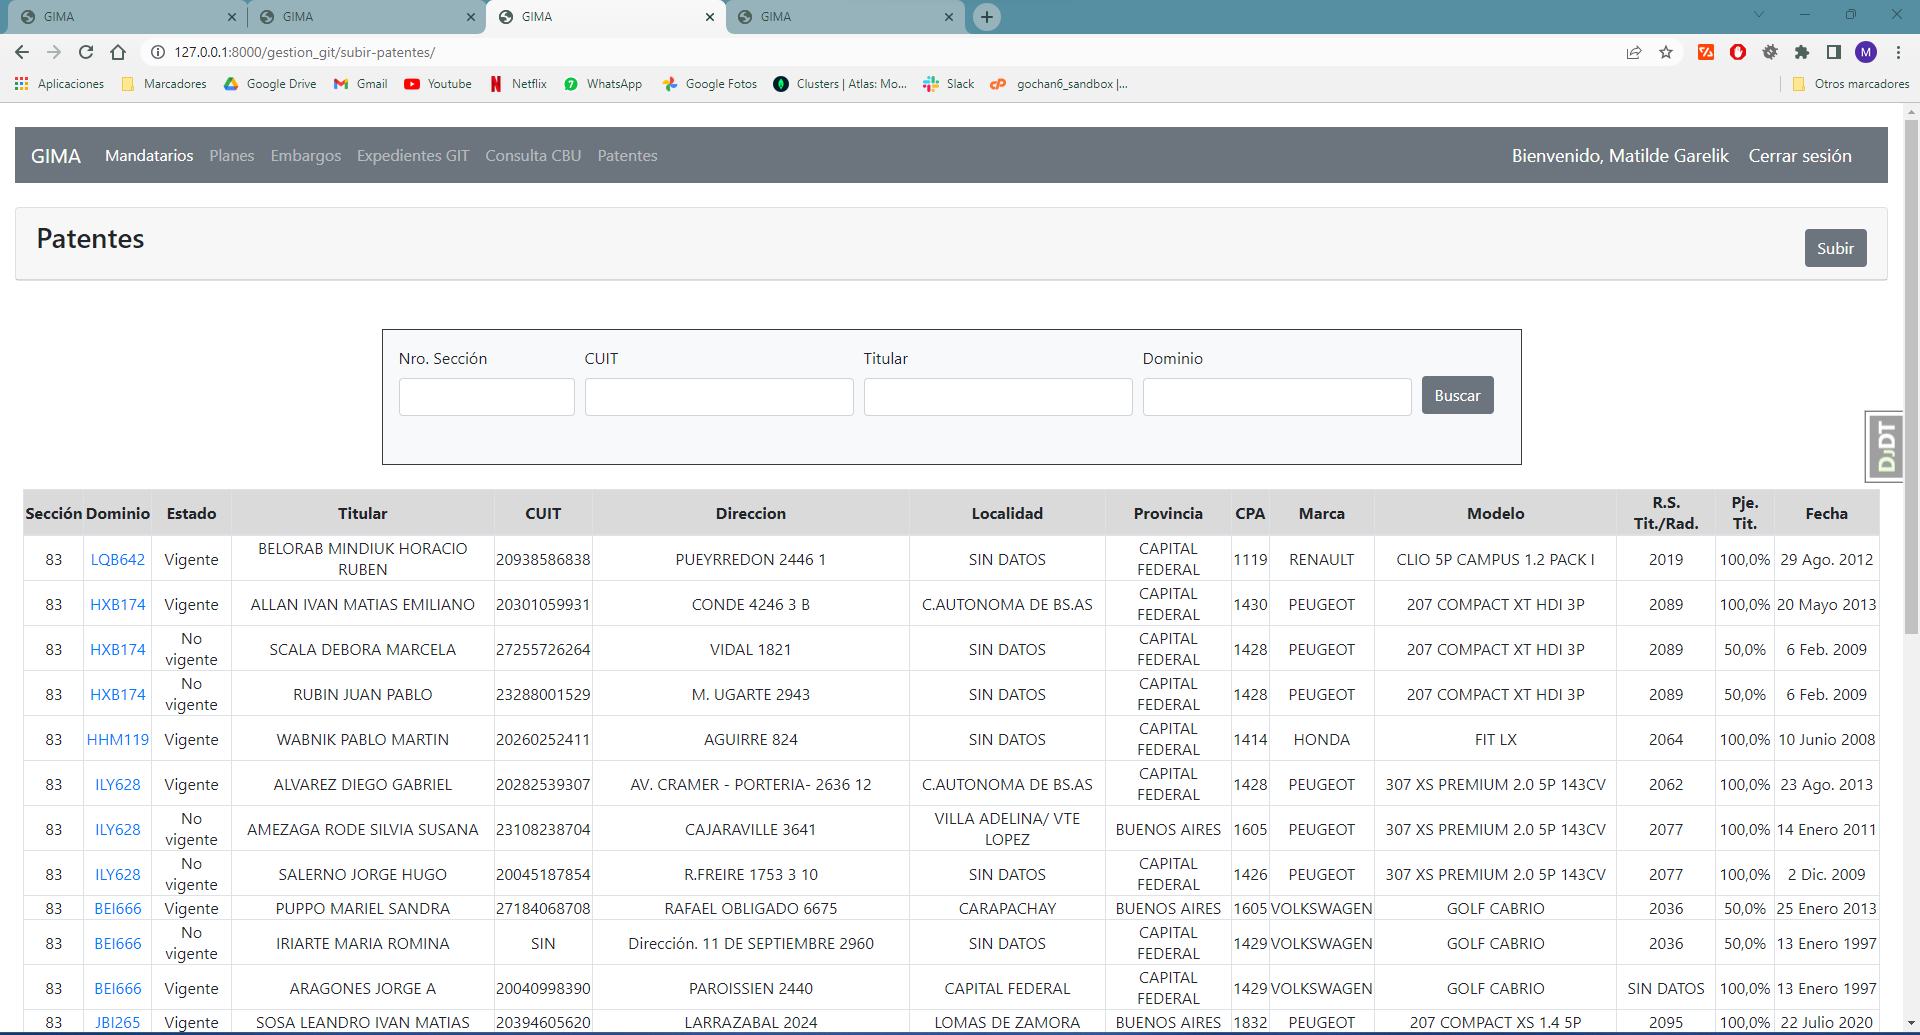 GIMA GIMA GIMA GIMA
127.0.0.1:8000/gestion_git/subir-patentes/
M
Aplicaciones Marcadores Google Drive Gmail Youtube Netflix WhatsApp Google Fotos Clusters | Atlas: Mo... Slack gochan6_sandbox |... Otros marcadores
GIMA Mandatarios Planes Embargos Expedientes GIT Consulta CBU Patentes Bienvenido, Matilde Garelik Cerrar sesión
Patentes
Subir
Nro. Sección CUIT Titular Dominio
Buscar
DJDT
Sección Dominio Estado Titular CUIT Direccion Localidad Provincia CPA Marca Modelo R.S. Tit./Rad. Pje. Tit. Fecha
83 LQB642 Vigente BELORAB MINDIUK HORACIO RUBEN 20938586838 PUEYRREDON 2446 1 SIN DATOS CAPITAL FEDERAL 1119 RENAULT CLIO 5P CAMPUS 1.2 PACK I 2019 100,0% 29 Ago. 2012
83 HXB174 Vigente ALLAN IVAN MATIAS EMILIANO 20301059931 CONDE 4246 3 B C.AUTONOMA DE BS.AS CAPITAL FEDERAL 1430 PEUGEOT 207 COMPACT XT HDI 3P 2089 100,0% 20 Mayo 2013
83 HXB174 No vigente SCALA DEBORA MARCELA 27255726264 VIDAL 1821 SIN DATOS CAPITAL FEDERAL 1428 PEUGEOT 207 COMPACT XT HDI 3P 2089 50,0% 6 Feb. 2009
83 HXB174 No vigente RUBIN JUAN PABLO 23288001529 M. UGARTE 2943 SIN DATOS CAPITAL FEDERAL 1428 PEUGEOT 207 COMPACT XT HDI 3P 2089 50,0% 6 Feb. 2009
83 HHM119 Vigente WABNIK PABLO MARTIN 20260252411 AGUIRRE 824 SIN DATOS CAPITAL FEDERAL 1414 HONDA FIT LX 2064 100,0% 10 Junio 2008
83 ILY628 Vigente ALVAREZ DIEGO GABRIEL 20282539307 AV. CRAMER - PORTERIA- 2636 12 C.AUTONOMA DE BS.AS CAPITAL FEDERAL 1428 PEUGEOT 307 XS PREMIUM 2.0 5P 143CV 2062 100,0% 23 Ago. 2013
83 ILY628 No vigente AMEZAGA RODE SILVIA SUSANA 23108238704 CAJARAVILLE 3641 VILLA ADELINA/ VTE LOPEZ BUENOS AIRES 1605 PEUGEOT 307 XS PREMIUM 2.0 5P 143CV 2077 100,0% 14 Enero 2011
83 ILY628 No vigente SALERNO JORGE HUGO 20045187854 R.FREIRE 1753 3 10 SIN DATOS CAPITAL FEDERAL 1426 PEUGEOT 307 XS PREMIUM 2.0 5P 143CV 2077 100,0% 2 Dic. 2009
83 BEI666 Vigente PUPPO MARIEL SANDRA 27184068708 RAFAEL OBLIGADO 6675 CARAPACHAY BUENOS AIRES 1605 VOLKSWAGEN GOLF CABRIO 2036 50,0% 25 Enero 2013
83 BEI666 No vigente IRIARTE MARIA ROMINA SIN Dirección. 11 DE SEPTIEMBRE 2960 SIN DATOS CAPITAL FEDERAL 1429 VOLKSWAGEN GOLF CABRIO 2036 50,0% 13 Enero 1997
83 BEI666 Vigente ARAGONES JORGE A 20040998390 PAROISSIEN 2440 CAPITAL FEDERAL CAPITAL FEDERAL 1429 VOLKSWAGEN GOLF CABRIO SIN DATOS 100,0% 13 Enero 1997
83 JBI265 Vigente SOSA LEANDRO IVAN MATIAS 20394605620 LARRAZABAL 2024 LOMAS DE ZAMORA BUENOS AIRES 1832 PEUGEOT 207 COMPACT XS 1.4 5P 2095 100,0% 22 Julio 2020